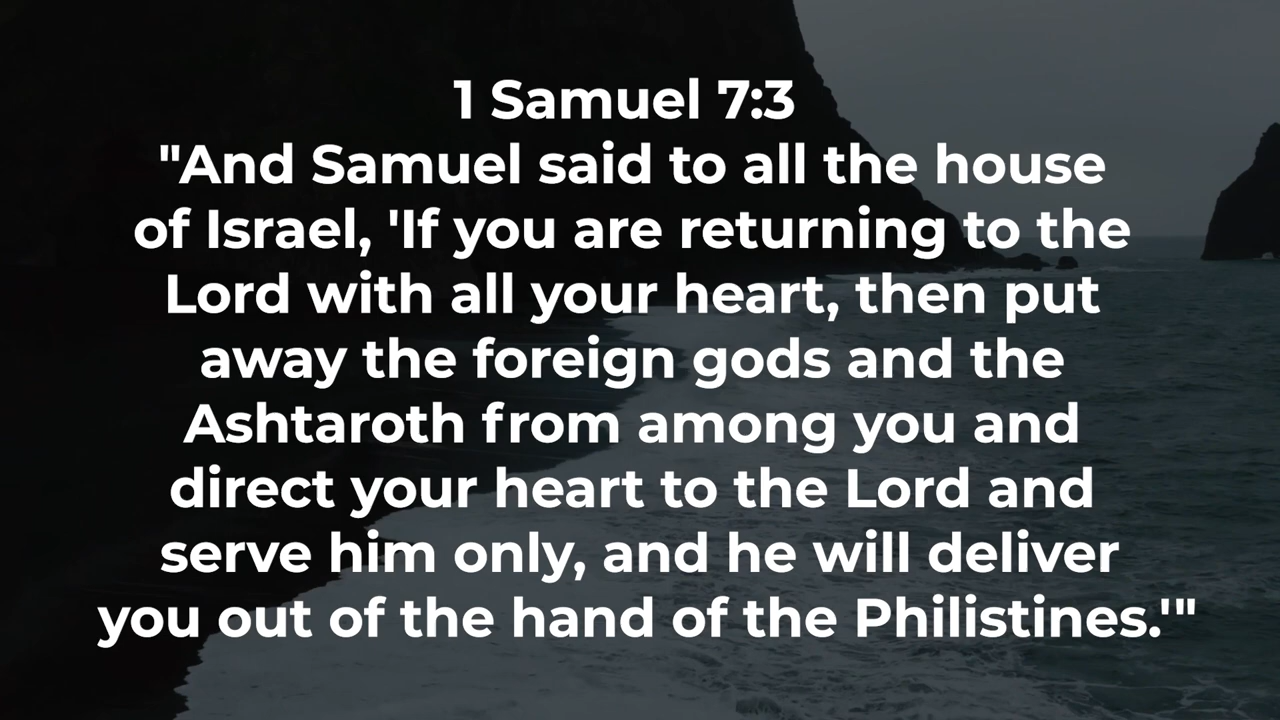 1 Samuel 7:3
"And Samuel said to all the house
of Israel, 'If you are returning to the
Lord with all your heart, then put
away the foreign gods and the
Ashtaroth from among you and
direct your heart to the Lord and
serve him only, and he will deliver
you out of the hand of the Philistines.'"